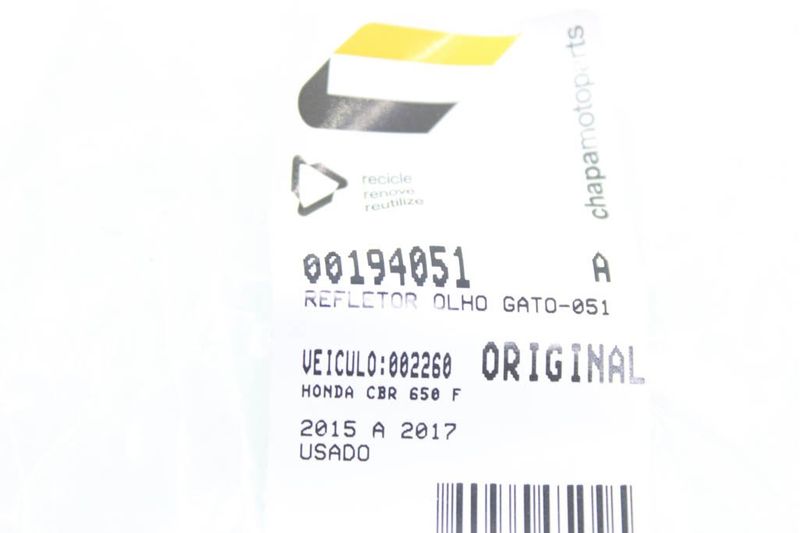 chapamotoparts
recicle
renove
reutilize
00194051 A
REFLETOR OLHO GATO-051
VEICULO:002260 ORIGINAL
HONDA CBR 650 F
2015 A 2017
USADO